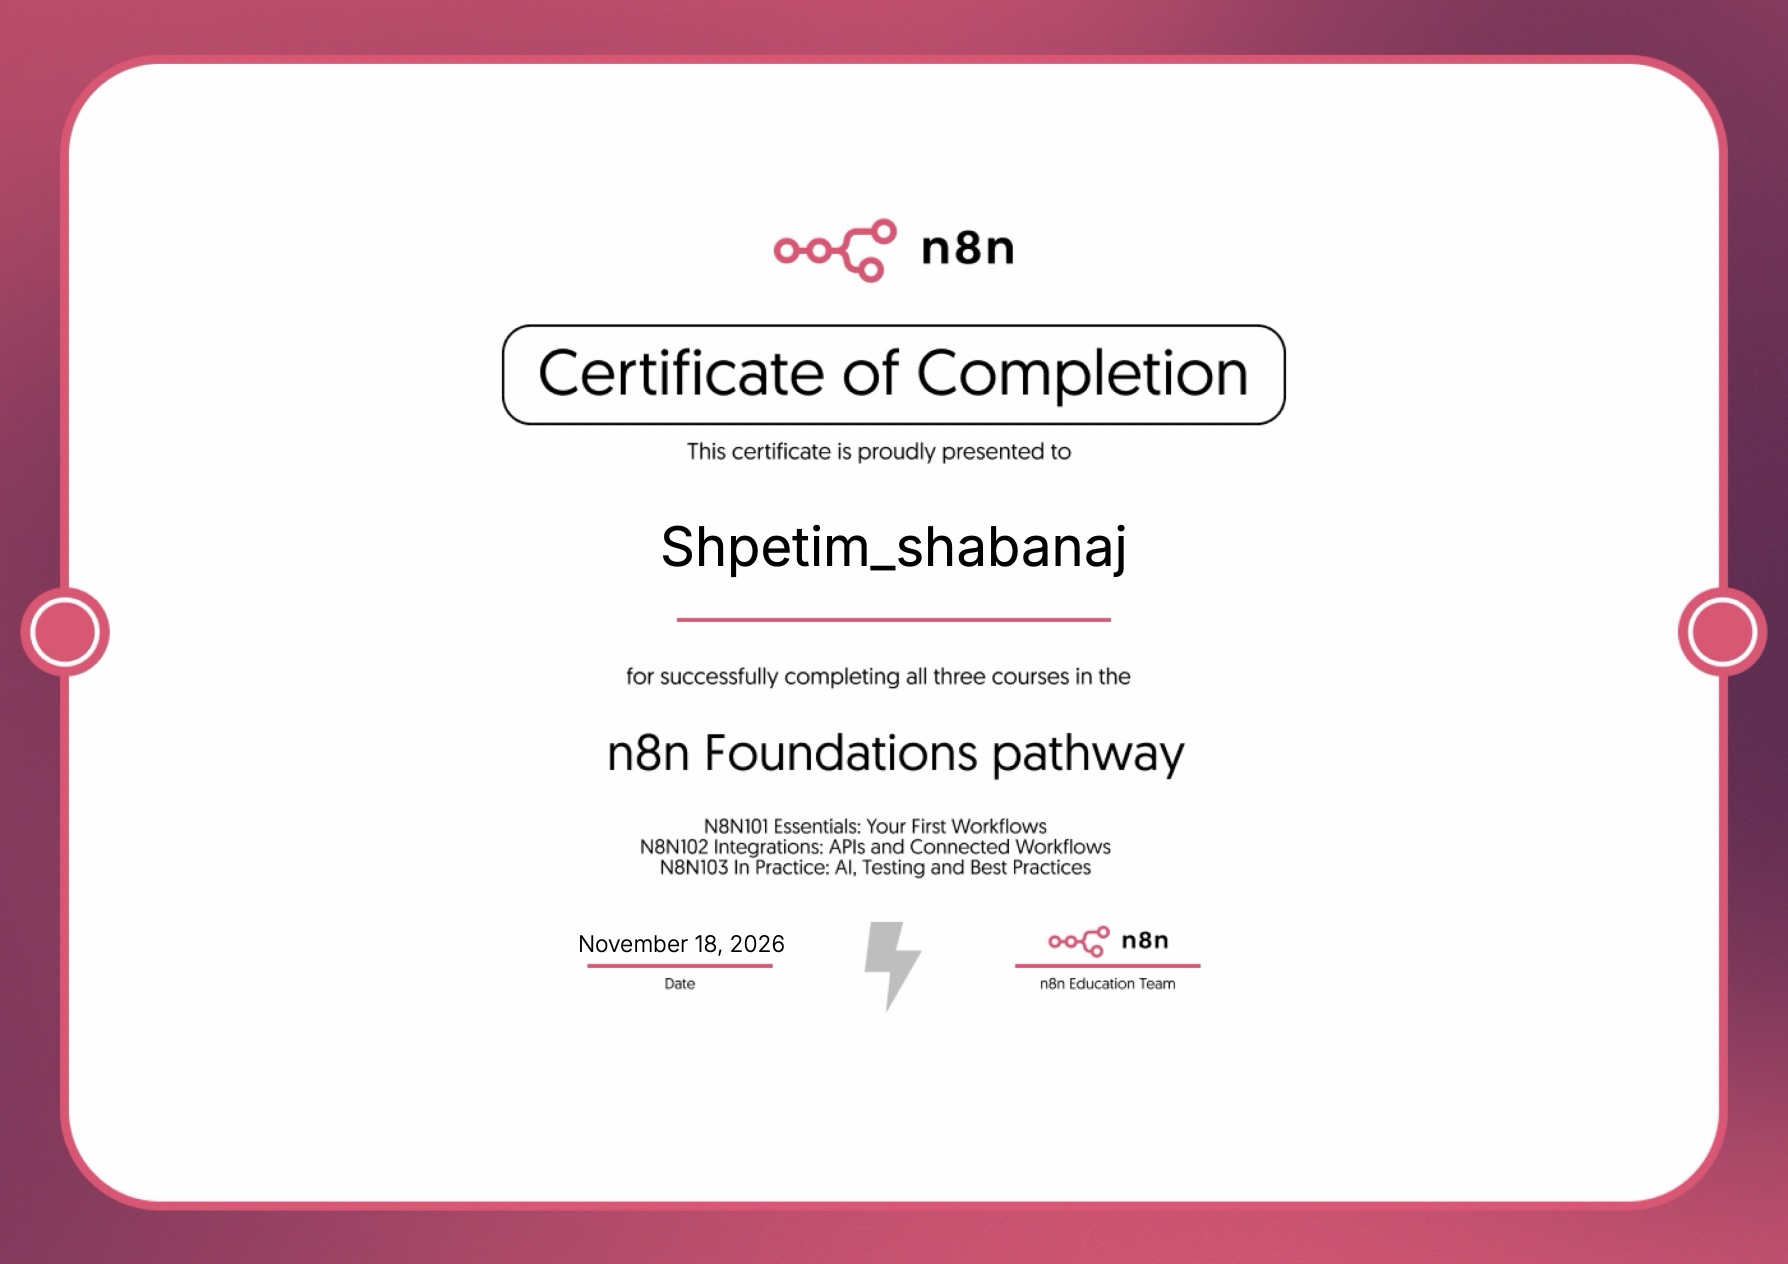 n8n
Certificate of Completion
This certificate is proudly presented to
Shpetim_shabanaj
for successfully completing all three courses in the
n8n Foundations pathway
N8N101 Essentials: Your First Workflows
N8N102 Integrations: APIs and Connected Workflows
N8N103 In Practice: AI, Testing and Best Practices
November 18, 2026
Date
n8n
n8n Education Team